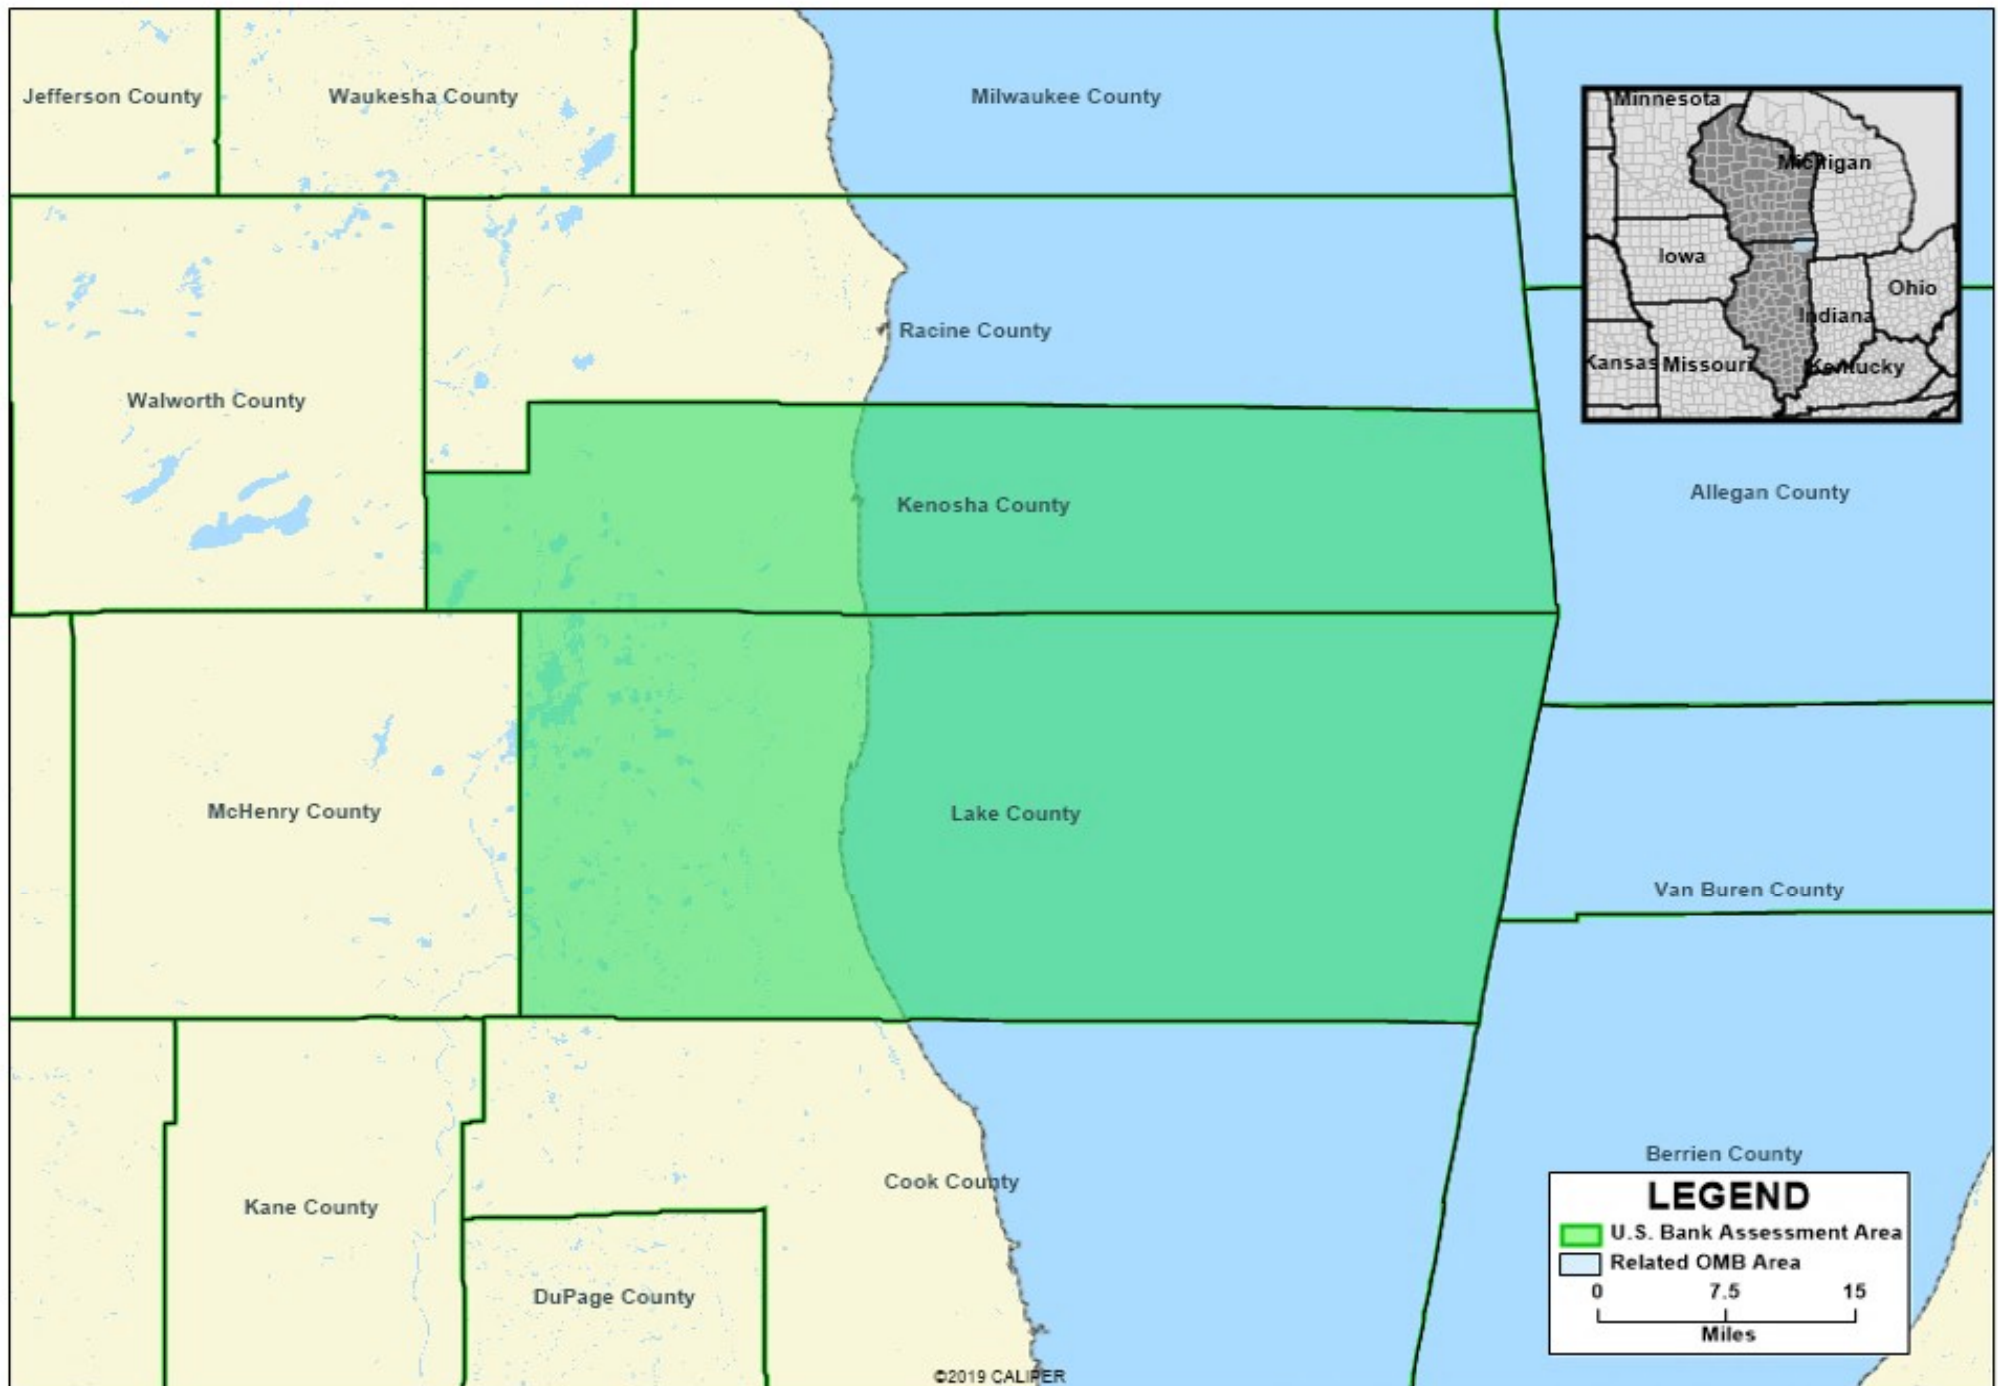 Jefferson County
Waukesha County
Milwaukee County
Minnesota
Michigan
Iowa
Ohio
Indiana
Kansas
Missouri
Kentucky
Racine County
Walworth County
Kenosha County
Allegan County
McHenry County
Lake County
Van Buren County
Berrien County
Cook County
Kane County
DuPage County
LEGEND
U.S. Bank Assessment Area
Related OMB Area
0 7.5 15
Miles
©2019 CALIPER